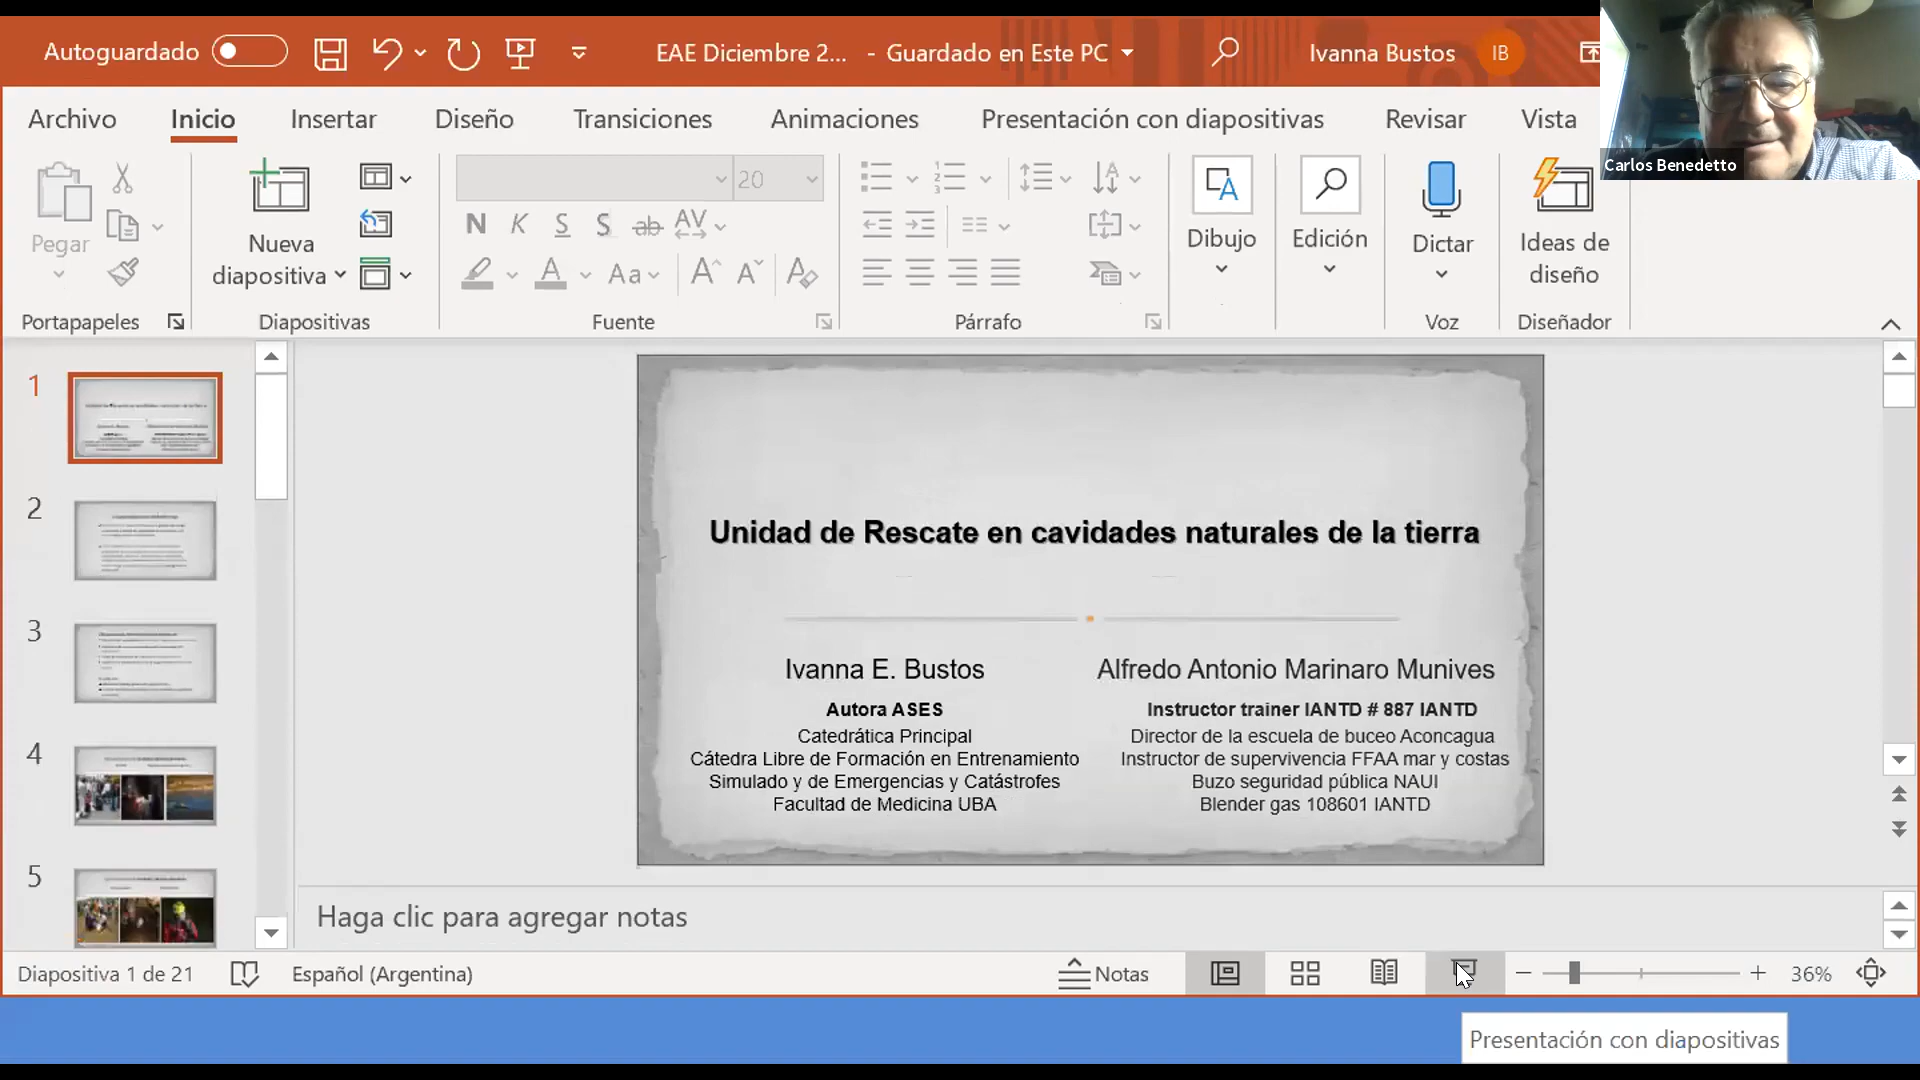 Autoguardado
EAE Diciembre 2... - Guardado en Este PC
Ivanna Bustos IB
Carlos Benedetto
Archivo Inicio Insertar Diseño Transiciones Animaciones Presentación con diapositivas Revisar Vista
Pegar
Nueva
diapositiva
20
N K S S ab AV
A Aa A A A
Dibujo
Edición
Dictar
Ideas de
diseño
Portapapeles Diapositivas Fuente Párrafo Voz Diseñador
1
2
3
4
5
Unidad de Rescate en cavidades naturales de la tierra
Ivanna E. Bustos
Autora ASES
Catedrática Principal
Cátedra Libre de Formación en Entrenamiento
Simulado y de Emergencias y Catástrofes
Facultad de Medicina UBA
Alfredo Antonio Marinaro Munives
Instructor trainer IANTD # 887 IANTD
Director de la escuela de buceo Aconcagua
Instructor de supervivencia FFAA mar y costas
Buzo seguridad pública NAUI
Blender gas 108601 IANTD
Haga clic para agregar notas
Diapositiva 1 de 21 Español (Argentina) Notas 36%
Presentación con diapositivas